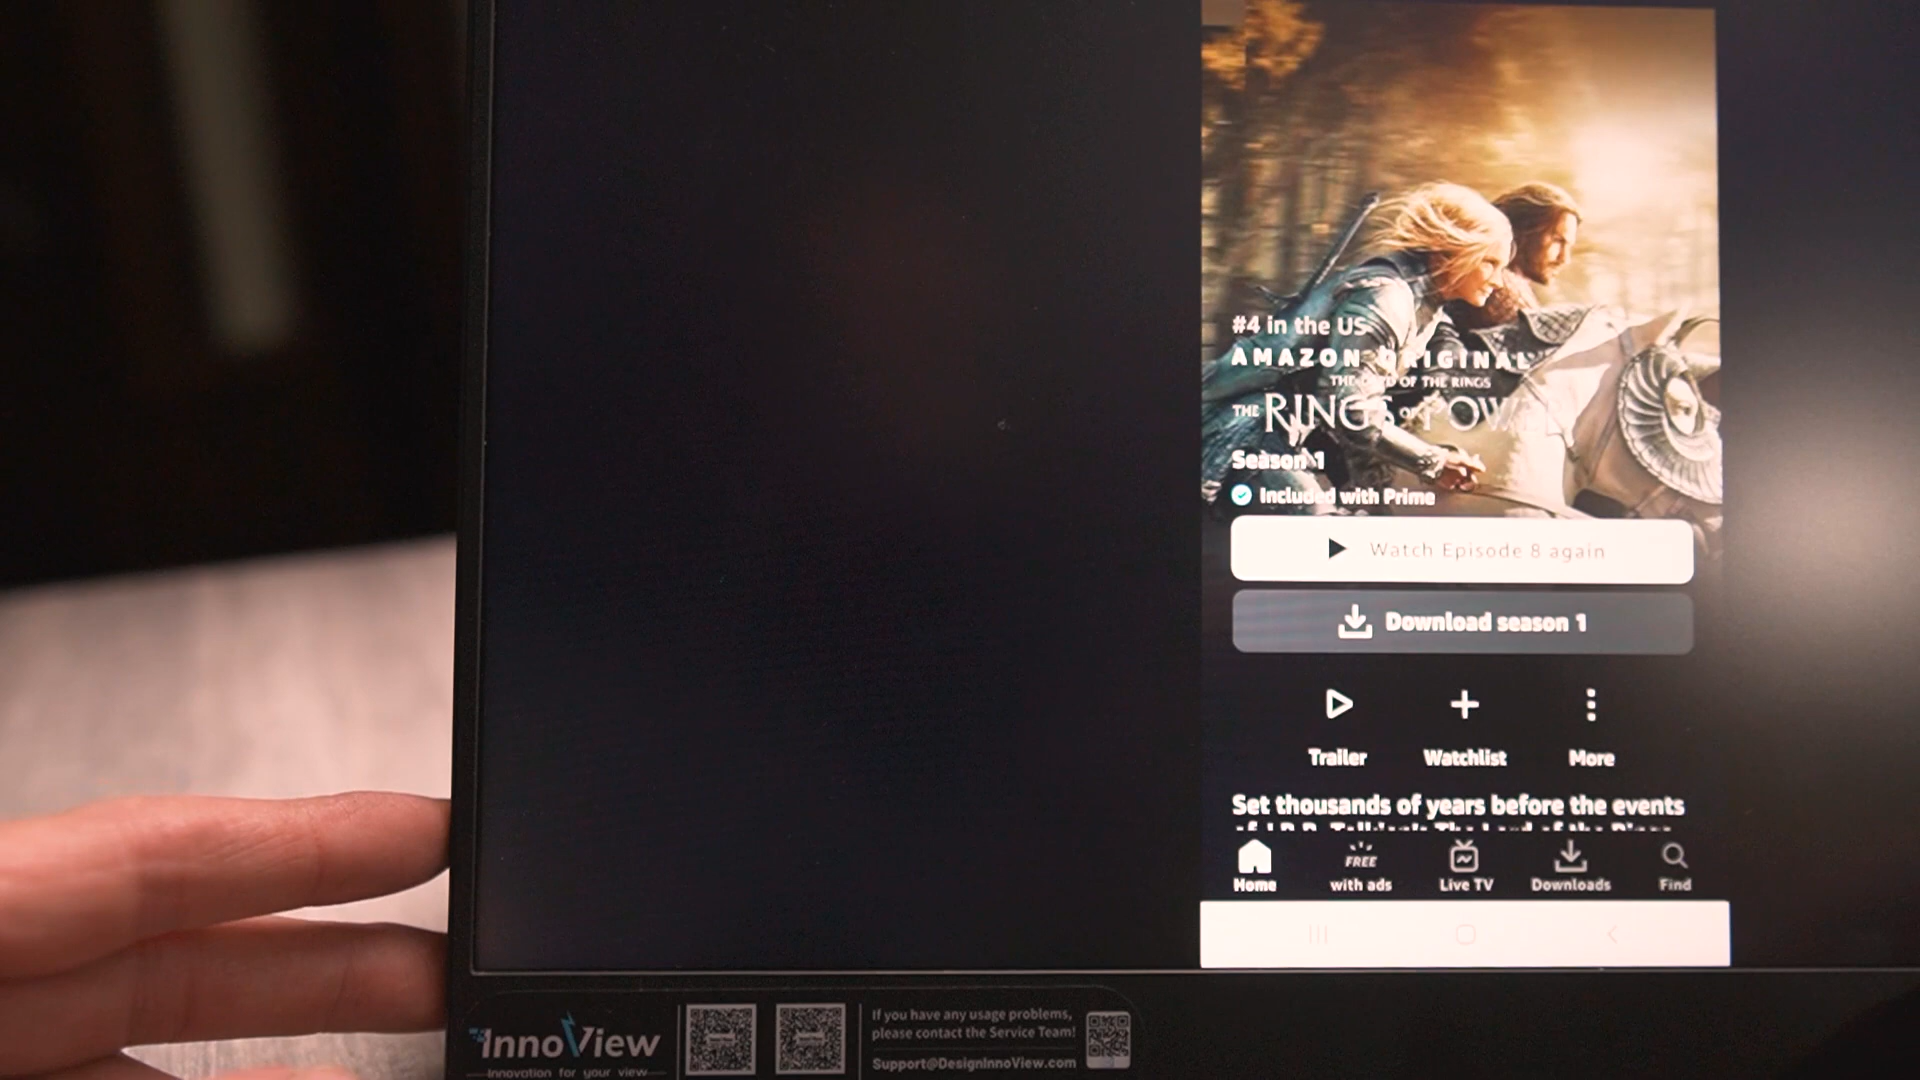 #4 in the US
AMAZON ORIGINAL
THE LORD OF THE RINGS
THE RINGS OF POWER
Season 1
Included with Prime
Watch Episode 8 again
Download season 1
Trailer
Watchlist
More
Set thousands of years before the events
Home
FREE
with ads
Live TV
Downloads
Find
InnoView
Innovation for your view
If you have any usage problems,
please contact the Service Team!
Support@DesignInnoView.com